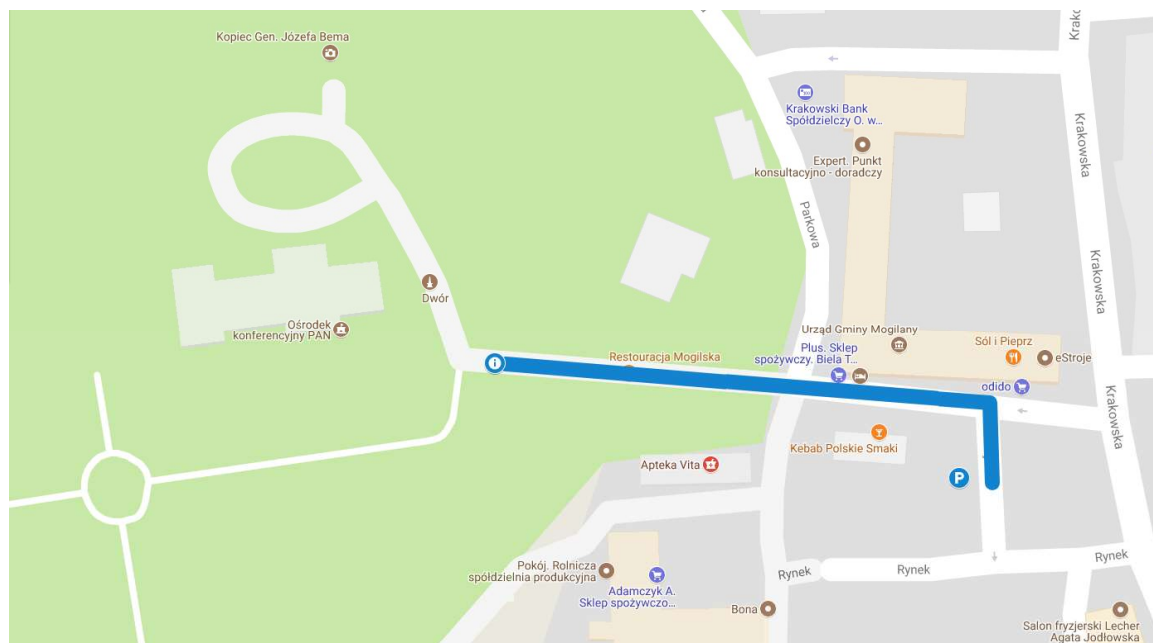 Kopiec Gen. Józefa Bema
Krako
Krakowski Bank
Spółdzielczy O. w...
Krakowska
Expert. Punkt
konsultacyjno - doradczy
Parkowa
Krakowska
Dwór
Ośrodek
konferencyjny PAN
Urząd Gminy Mogilany
Sól i Pieprz
Plus. Sklep
spożywczy. Biela T...
eStroje
Restouracja Mogilska
i
odido
Krakowska
Kebab Polskie Smaki
Apteka Vita
P
Pokój. Rolnicza
spółdzielnia produkcyjna
Rynek
Rynek
Rynek
Adamczyk A.
Sklep spożywczo...
Bona
Salon fryzjerski Lecher
Agata Jodłowska